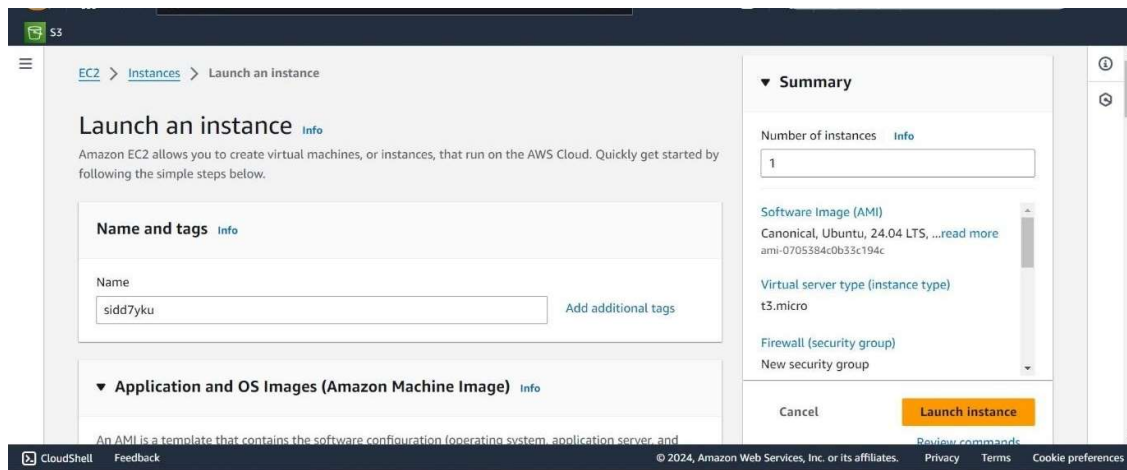 S3
EC2 > Instances > Launch an instance
Launch an instance Info
Amazon EC2 allows you to create virtual machines, or instances, that run on the AWS Cloud. Quickly get started by
following the simple steps below.
Name and tags Info
Name
sidd7yku
Add additional tags
Application and OS Images (Amazon Machine Image) Info
An AMI is a template that contains the software configuration (operating system, application server, and
Summary
Number of instances Info
1
Software Image (AMI)
Canonical, Ubuntu, 24.04 LTS, ...read more
ami-0705384c0b33c194c
Virtual server type (instance type)
t3.micro
Firewall (security group)
New security group
Cancel
Launch instance
Review commands
CloudShell Feedback © 2024, Amazon Web Services, Inc. or its affiliates. Privacy Terms Cookie preferences